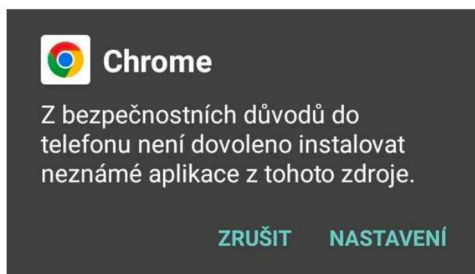 Chrome
Z bezpečnostních důvodů do
telefonu není dovoleno instalovat
neznámé aplikace z tohoto zdroje.
ZRUŠIT NASTAVENÍ